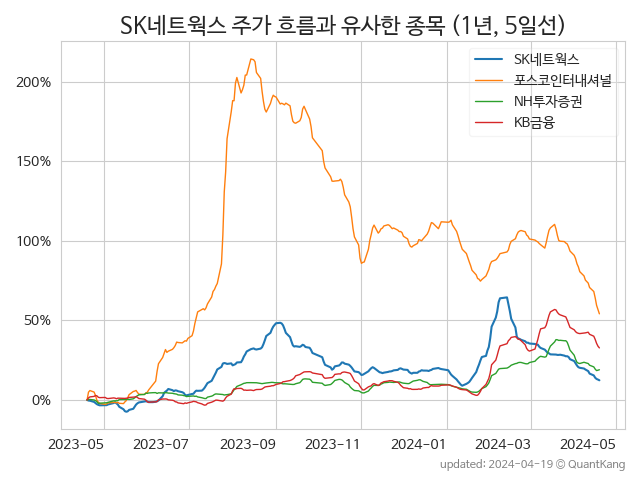 SK네트웍스 주가 흐름과 유사한 종목 (1년, 5일선)
SK네트웍스
포스코인터내셔널
NH투자증권
KB금융
200%
150%
100%
50%
0%
2023-05 2023-07 2023-09 2023-11 2024-01 2024-03 2024-05
updated: 2024-04-19 © QuantKang